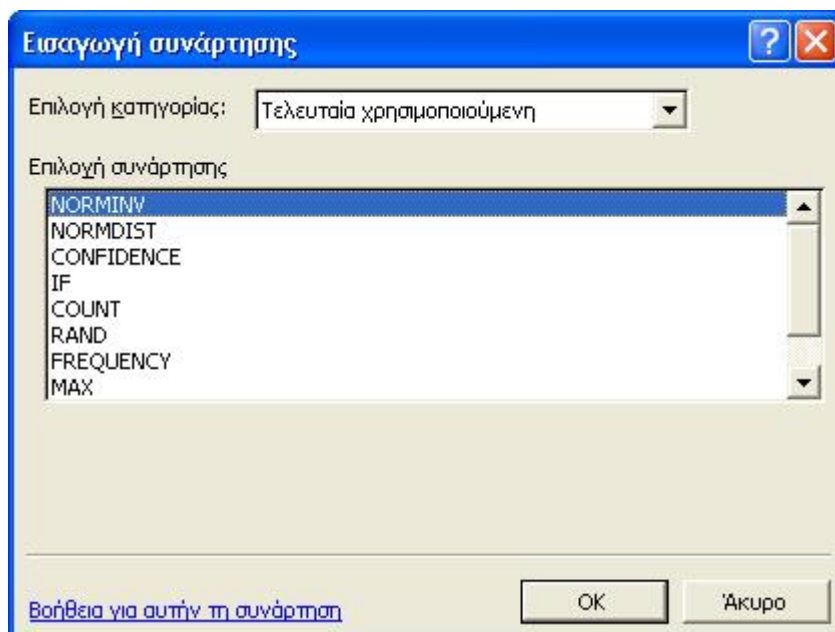 Εισαγωγή συνάρτησης
Επιλογή κατηγορίας: Τελευταία χρησιμοποιούμενη
Επιλοχή συνάρτησης
NORMINV
NORMDIST
CONFIDENCE
IF
COUNT
RAND
FREQUENCY
MAX
Βοήθεια για αυτήν τη συνάρτηση
OK
Άκυρο